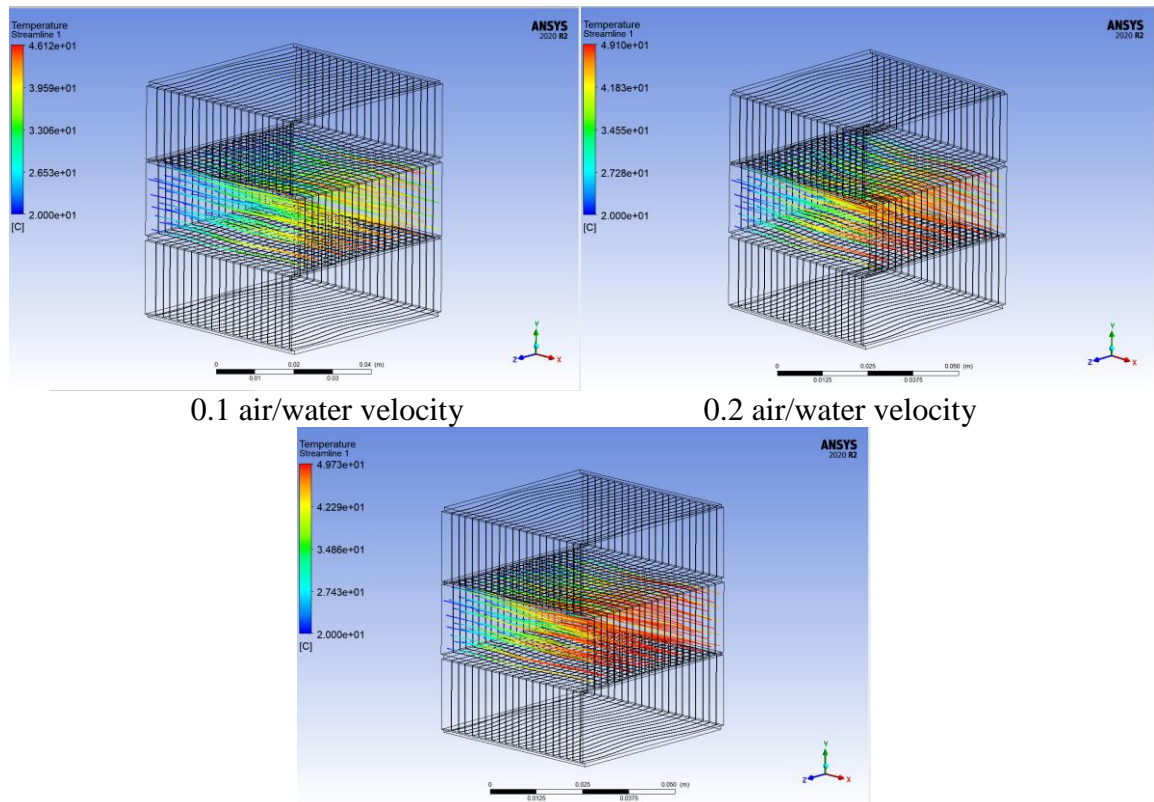 Temperature
Streamline 1
4.612e+01
3.959e+01
3.306e+01
2.653e+01
2.000e+01
[C]
ANSYS
2020 R2
Y
Z
X
0
0.02
0.04
(m)
0.01
0.03
Temperature
Streamline 1
4.910e+01
4.183e+01
3.455e+01
2.728e+01
2.000e+01
[C]
ANSYS
2020 R2
Y
Z
X
0
0.025
0.050
(m)
0.0125
0.0375
0.1 air/water velocity
0.2 air/water velocity
Temperature
Streamline 1
4.973e+01
4.229e+01
3.486e+01
2.743e+01
2.000e+01
[C]
ANSYS
2020 R2
Y
Z
X
0
0.025
0.050
(m)
0.0125
0.0375